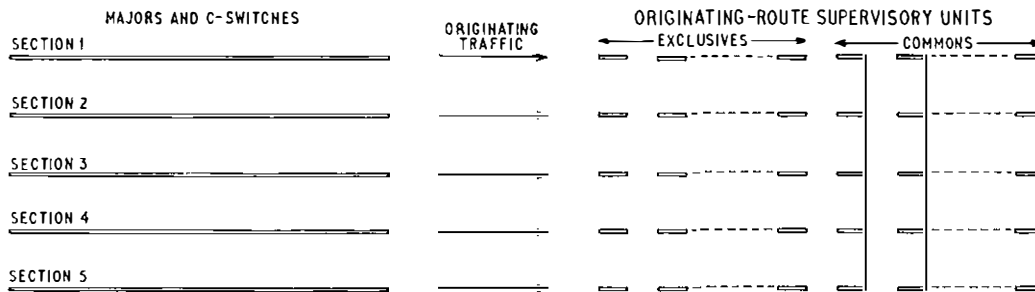 MAJORS AND C-SWITCHES
ORIGINATING
TRAFFIC
ORIGINATING-ROUTE SUPERVISORY UNITS
EXCLUSIVES
COMMONS
SECTION 1
SECTION 2
SECTION 3
SECTION 4
SECTION 5